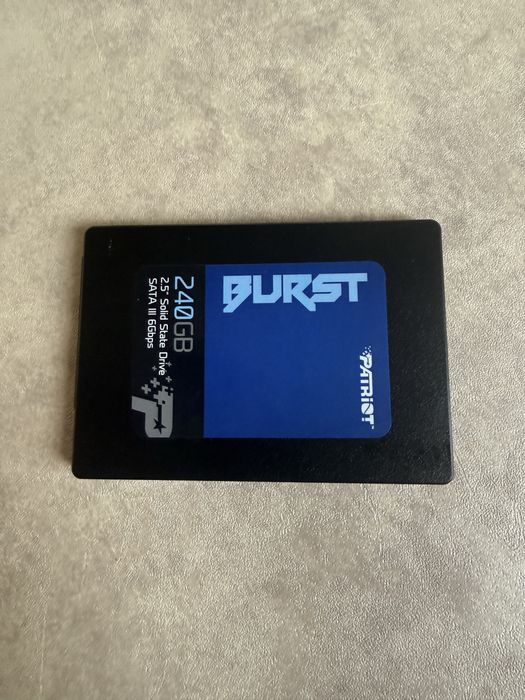 BURST
PATRIOT
240GB
2.5" Solid State Drive
SATA III 6Gbps